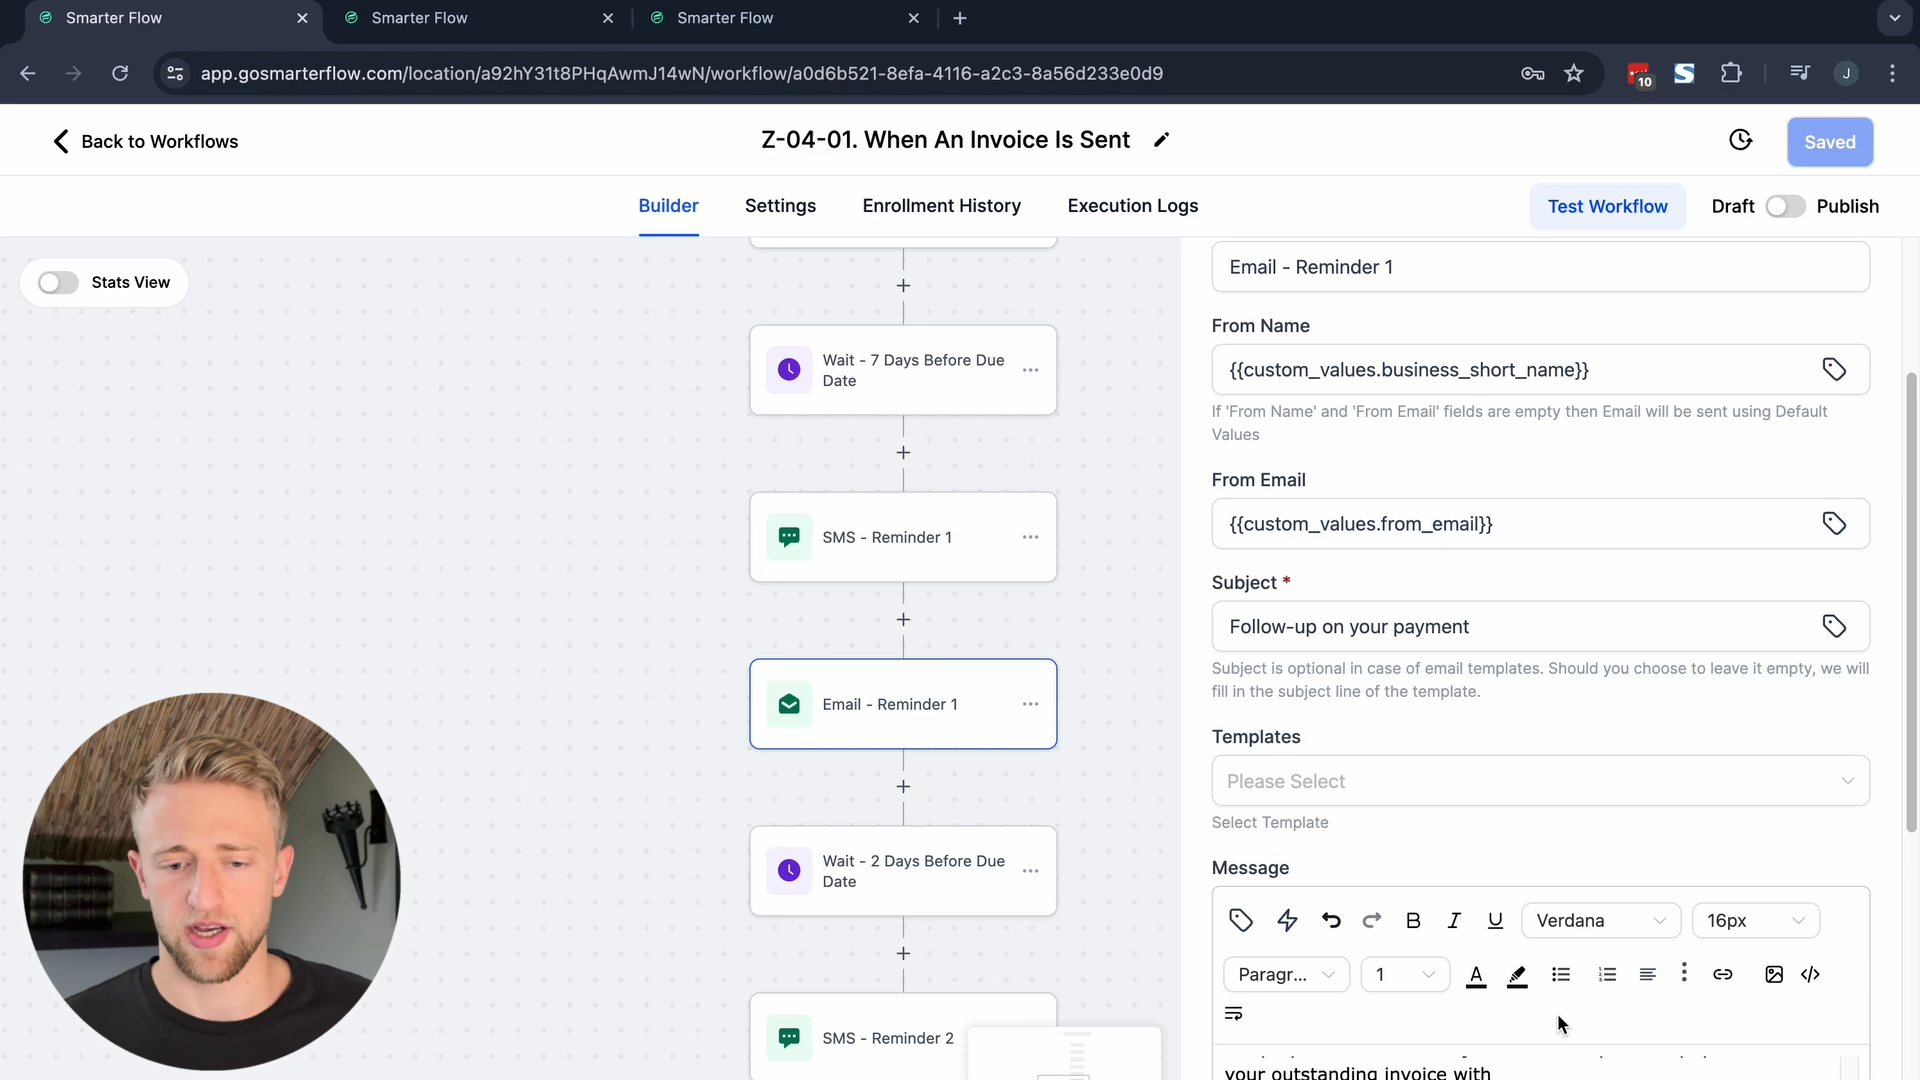 Smarter Flow
Smarter Flow
Smarter Flow
app.gosmarterflow.com/location/a92hY31t8PHqAwmJ14wN/workflow/a0d6b521-8efa-4116-a2c3-8a56d233e0d9
10
J
Back to Workflows
Z-04-01. When An Invoice Is Sent
Saved
Builder
Settings
Enrollment History
Execution Logs
Test Workflow
Draft
Publish
Stats View
Wait - 7 Days Before Due
Date
SMS - Reminder 1
Email - Reminder 1
Wait - 2 Days Before Due
Date
SMS - Reminder 2
Email - Reminder 1
From Name
{{custom_values.business_short_name}}
If 'From Name' and 'From Email' fields are empty then Email will be sent using Default
Values
From Email
{{custom_values.from_email}}
Subject *
Follow-up on your payment
Subject is optional in case of email templates. Should you choose to leave it empty, we will
fill in the subject line of the template.
Templates
Please Select
Select Template
Message
B I U
Verdana
16px
Paragr...
1
A
your outstanding invoice with